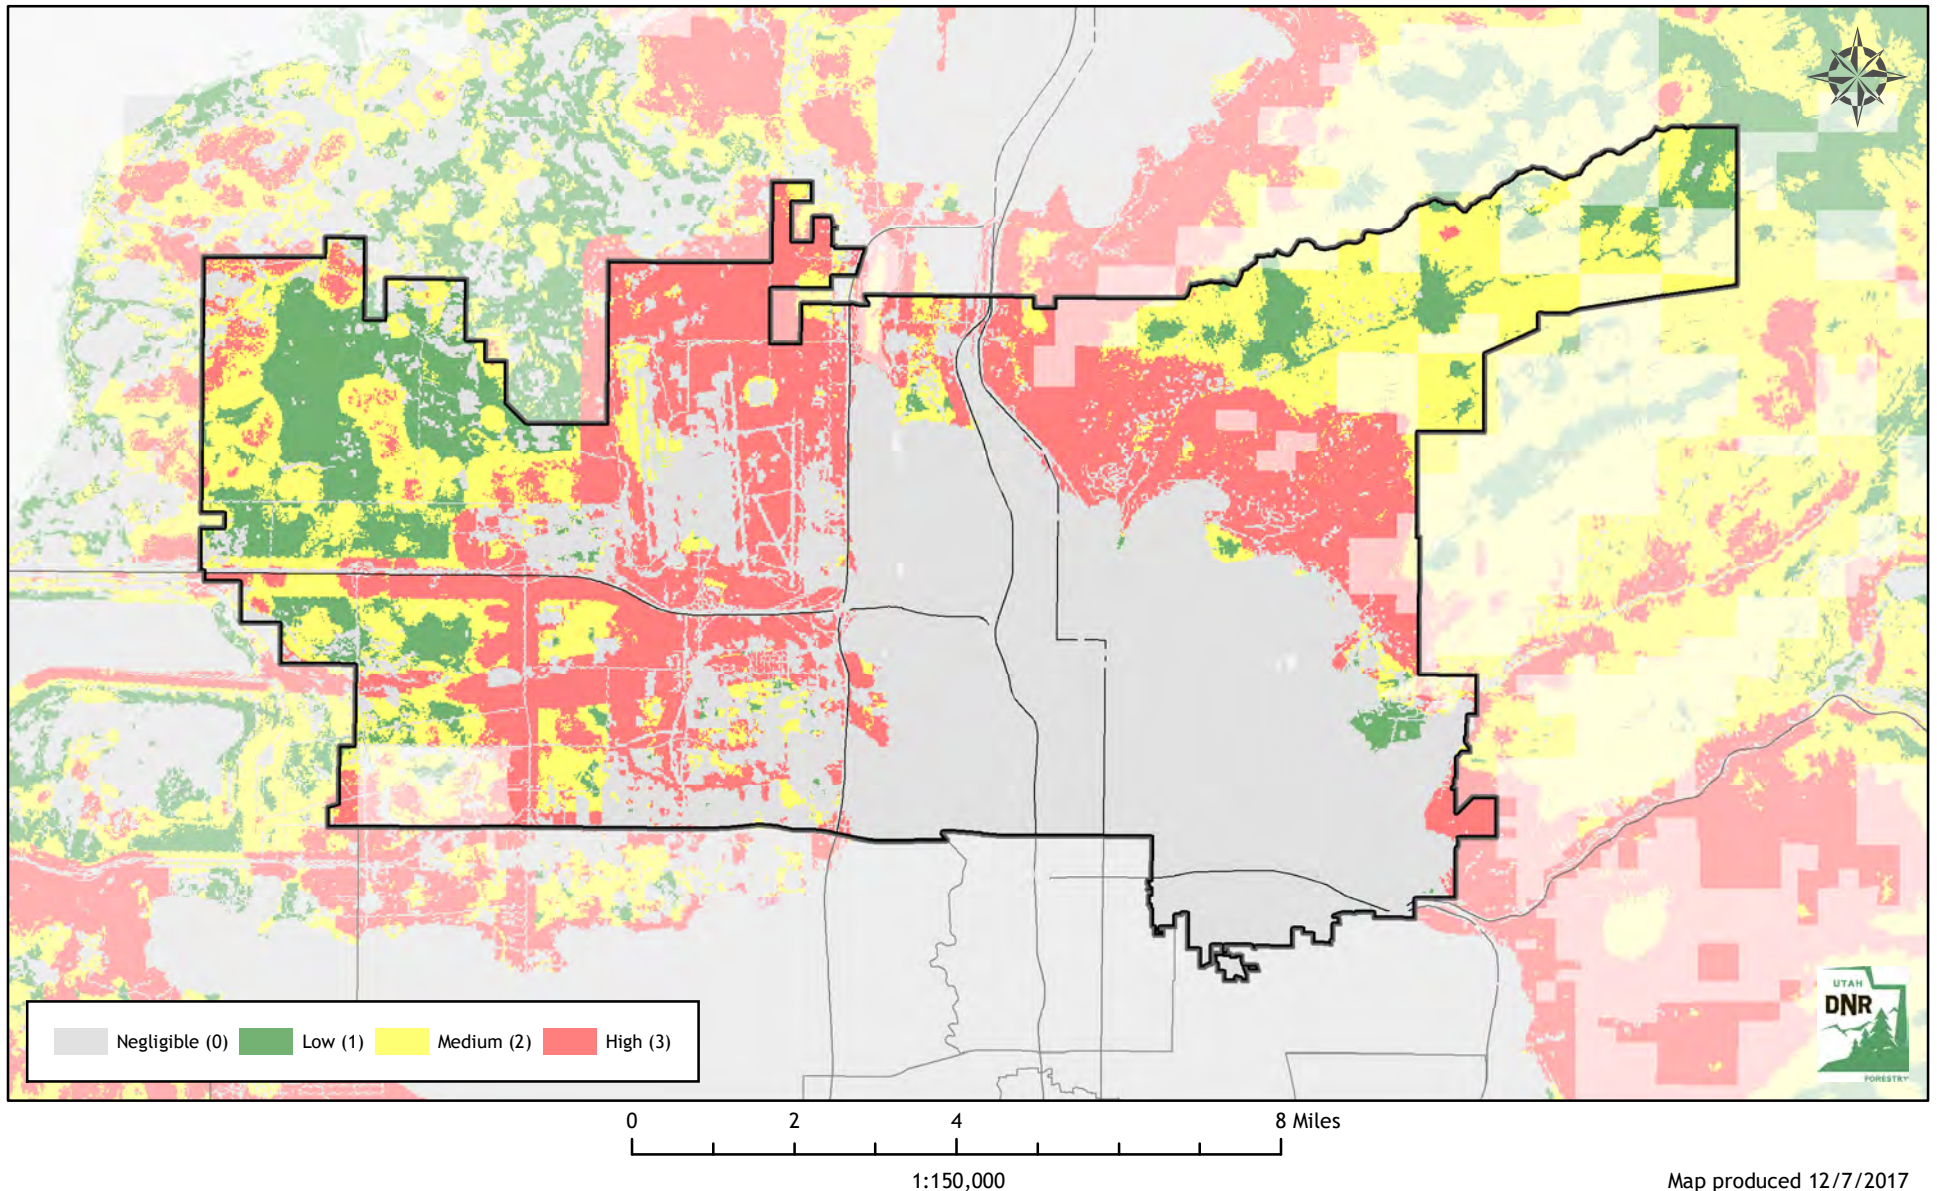 UTAH
DNR
FORESTRY
Negligible (0) Low (1) Medium (2) High (3)
0 2 4 8 Miles
1:150,000
Map produced 12/7/2017